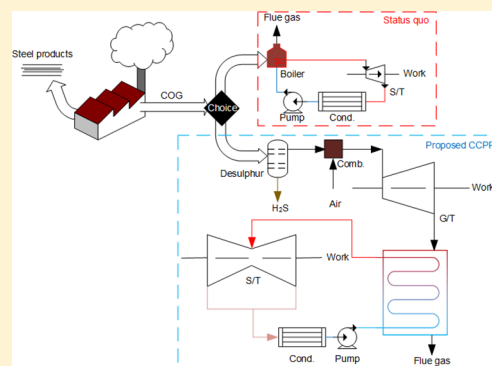 Flue gas
Status quo
Steel products
Boiler
Work
COG
Choice
S/T
Pump
Cond.
Proposed CCPP
Desulphur
Comb.
H₂S
Air
Work
G/T
Work
S/T
Cond.
Pump
Flue gas